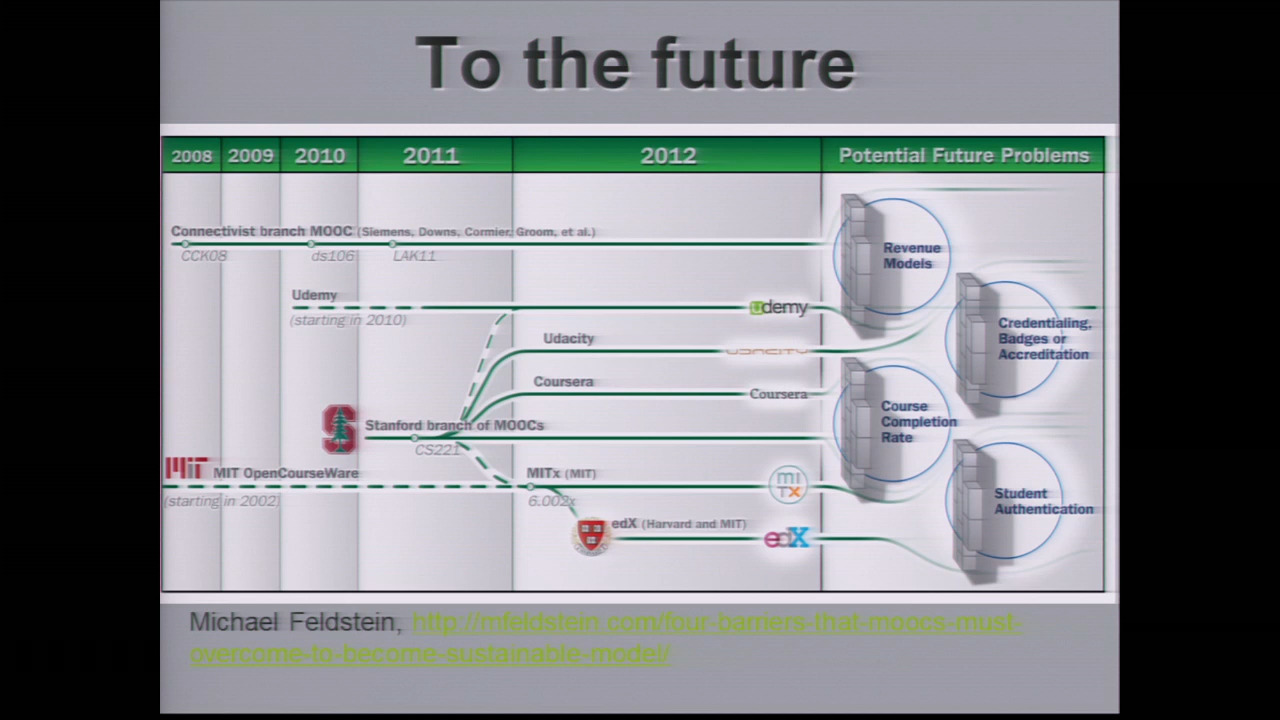 To the future
2008 2009 2010 2011 2012 Potential Future Problems
Connectivist branch MOOC (Siemens, Downs, Cormier, Groom, et al.)
CCK08 ds106 LAK11
Revenue
Models
Udemy
(starting in 2010)
udemy
Credentialing,
Badges or
Accreditation
Udacity
UDACITY
Coursera
Coursera
Course
Completion
Rate
Stanford branch of MOOCs
CS221
MIT MIT OpenCourseWare
(starting in 2002)
MITx (MIT)
6.002x
MITx
Student
Authentication
edX (Harvard and MIT)
edX
Michael Feldstein, http://mfeldstein.com/four-barriers-that-moocs-must-
overcome-to-become-sustainable-model/